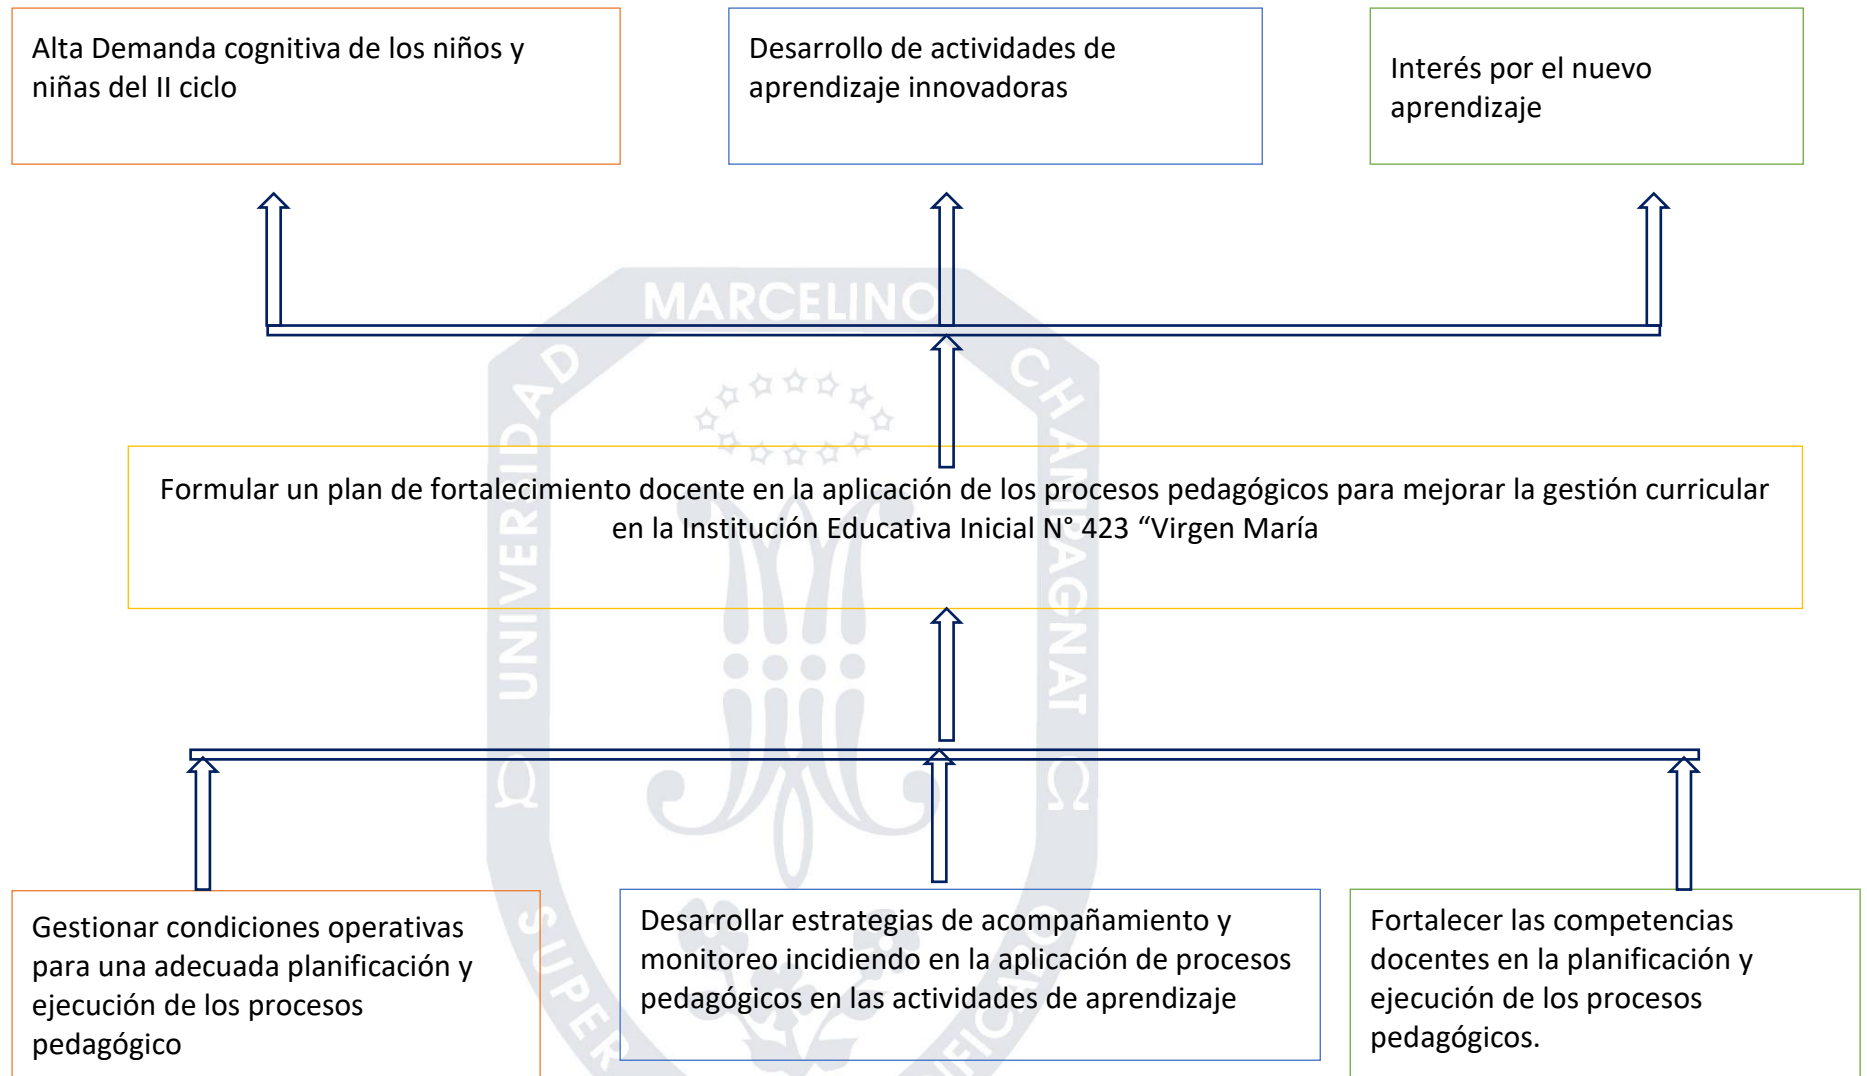 Alta Demanda cognitiva de los niños y
niñas del II ciclo
Desarrollo de actividades de
aprendizaje innovadoras
Interés por el nuevo
aprendizaje
MARCELINO
UNIVERSIDAD
CHAMPAGNAT
Formular un plan de fortalecimiento docente en la aplicación de los procesos pedagógicos para mejorar la gestión curricular
en la Institución Educativa Inicial N° 423 “Virgen María
Gestionar condiciones operativas
para una adecuada planificación y
ejecución de los procesos
pedagógico
Desarrollar estrategias de acompañamiento y
monitoreo incidiendo en la aplicación de procesos
pedagógicos en las actividades de aprendizaje
Fortalecer las competencias
docentes en la planificación y
ejecución de los procesos
pedagógicos.
Ω
Ω
SUPER